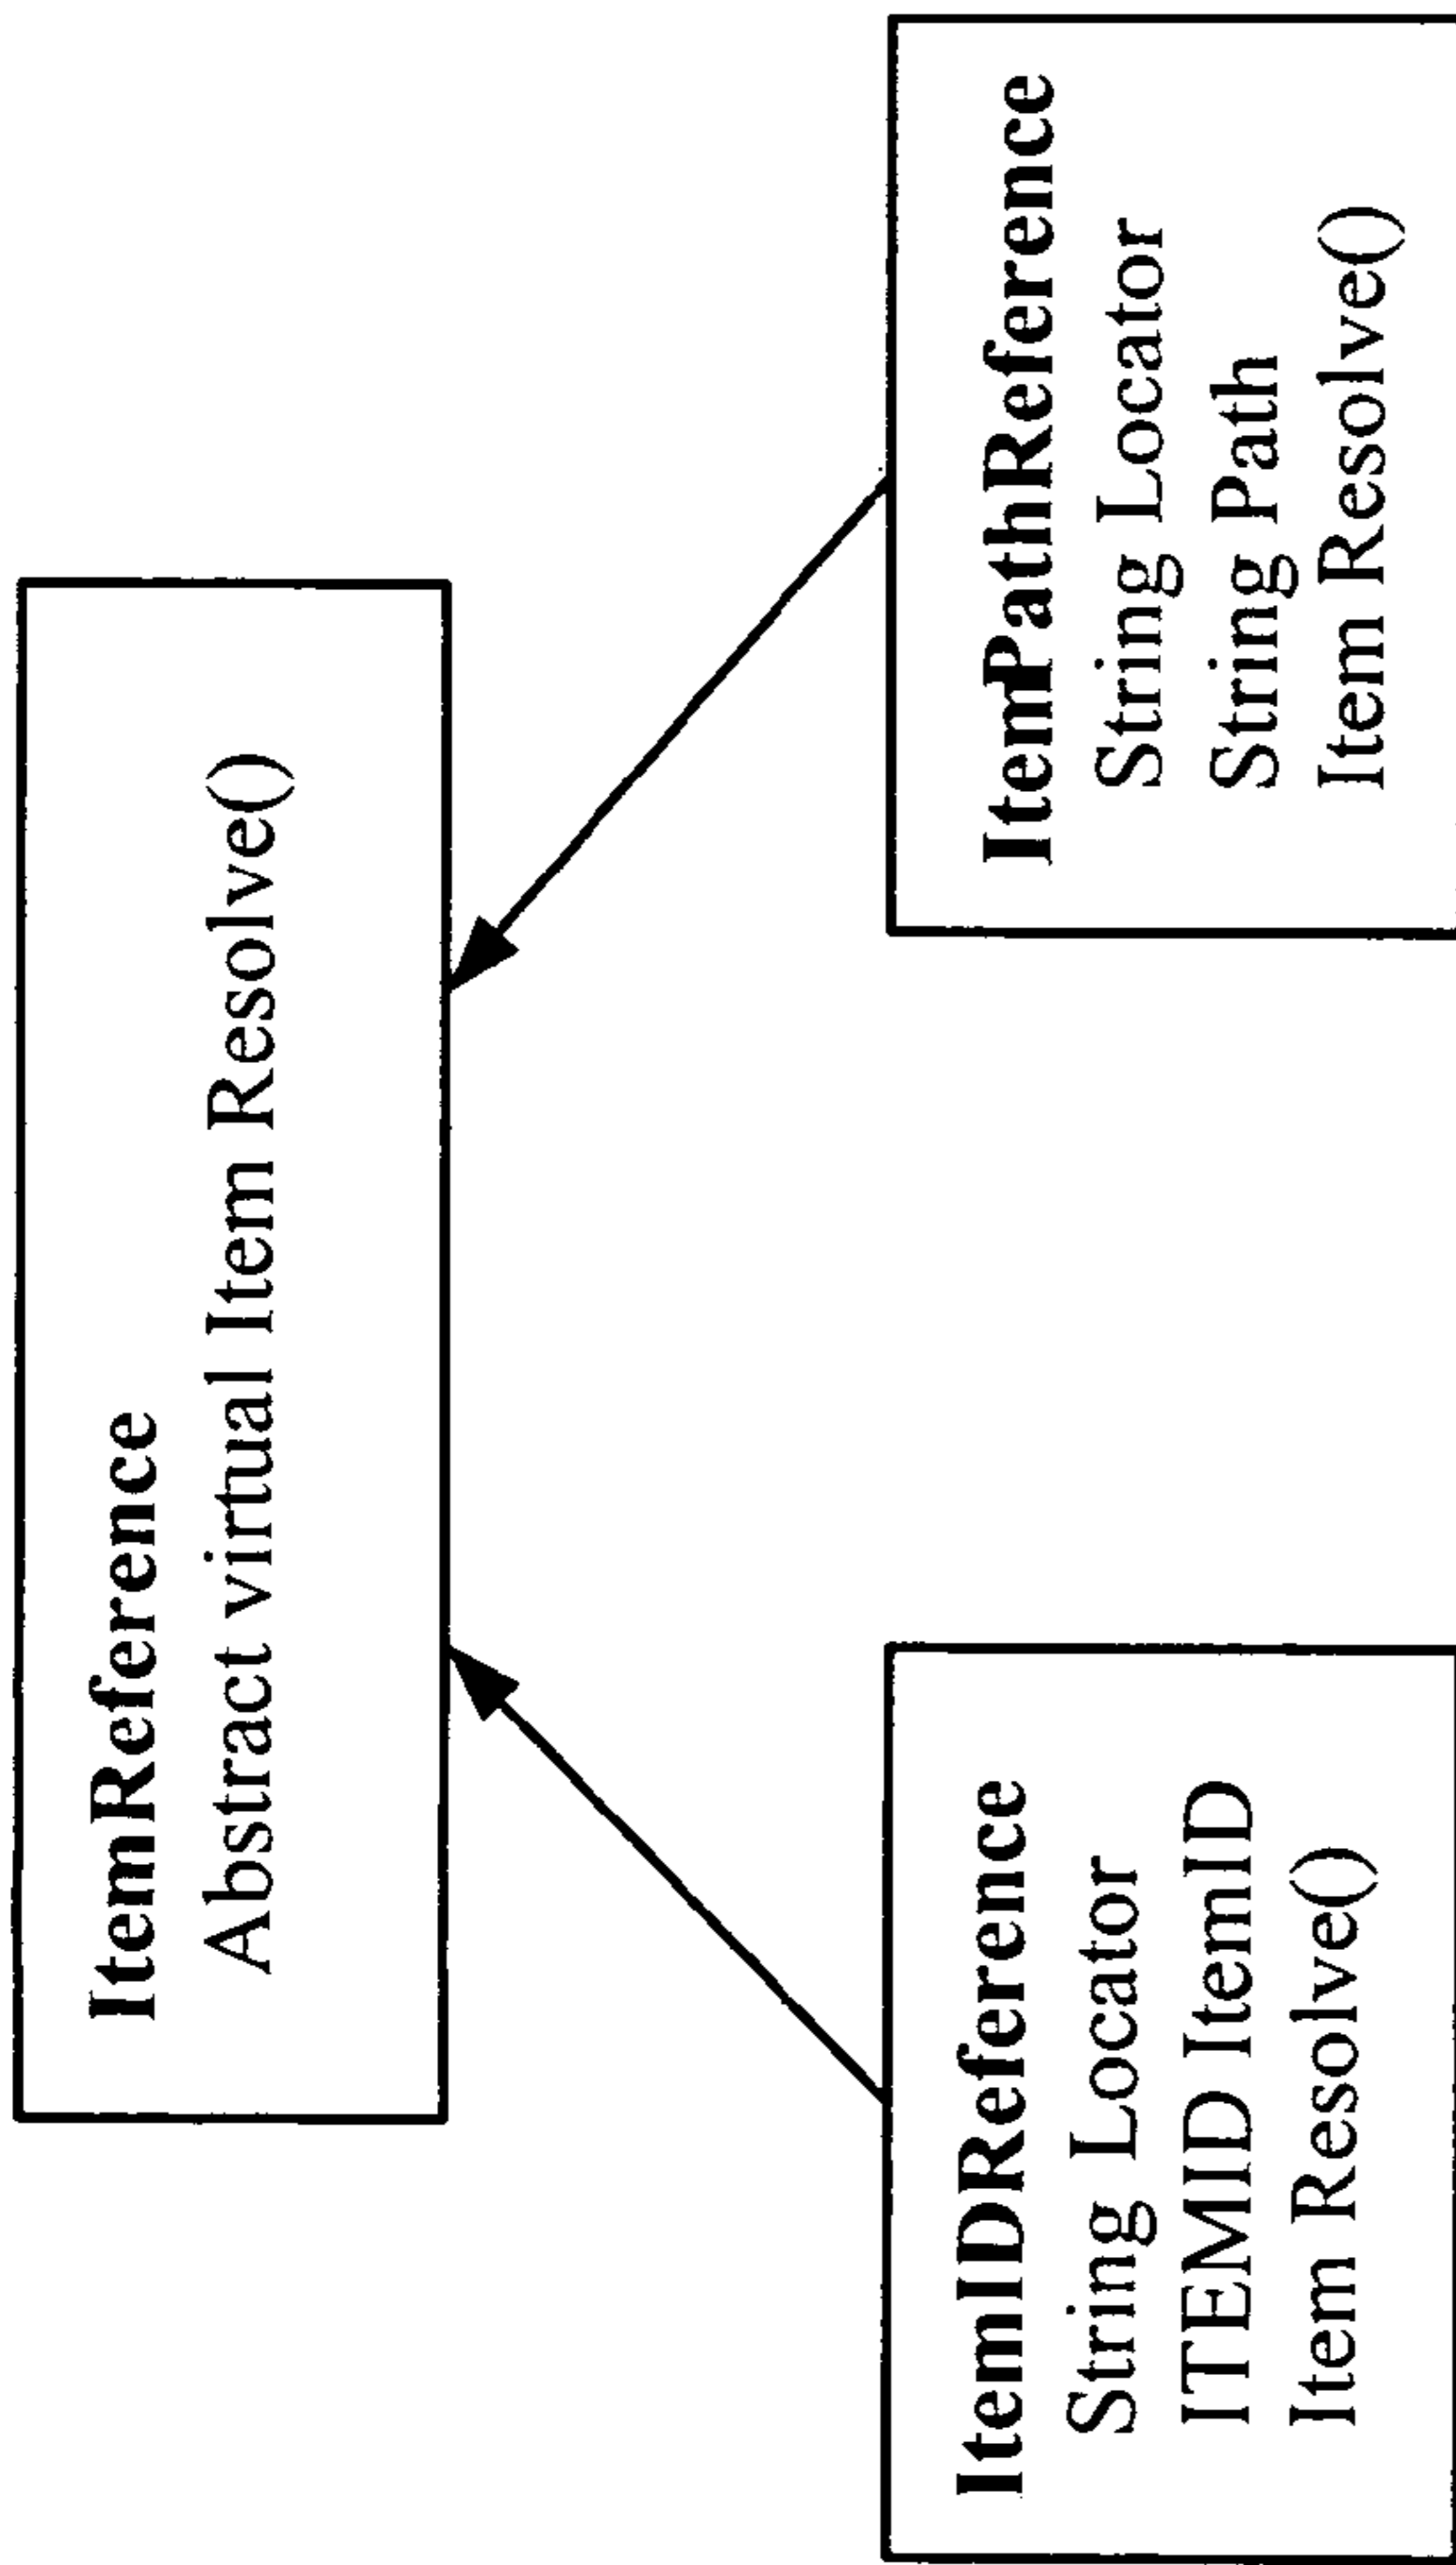 ItemReference
Abstract virtual Item Resolve()
ItemIDReference
String Locator
ITEMID ItemID
Item Resolve()
ItemPathReference
String Locator
String Path
Item Resolve()